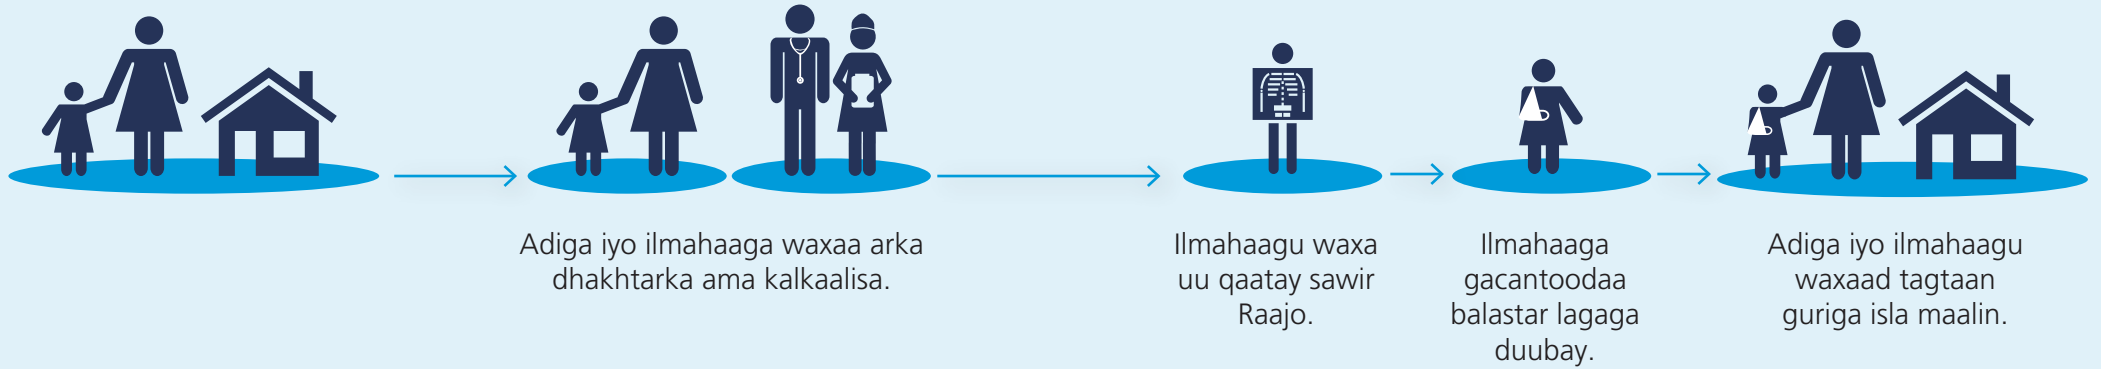 Adiga iyo ilmahaaga waxaa arka
dhakhtarka ama kalkaalisa.
Ilmahaagu waxa
uu qaatay sawir
Raajo.
Ilmahaaga
gacantoodaa
balastar lagaga
duubay.
Adiga iyo ilmahaagu
waxaad tagtaan
guriga isla maalin.